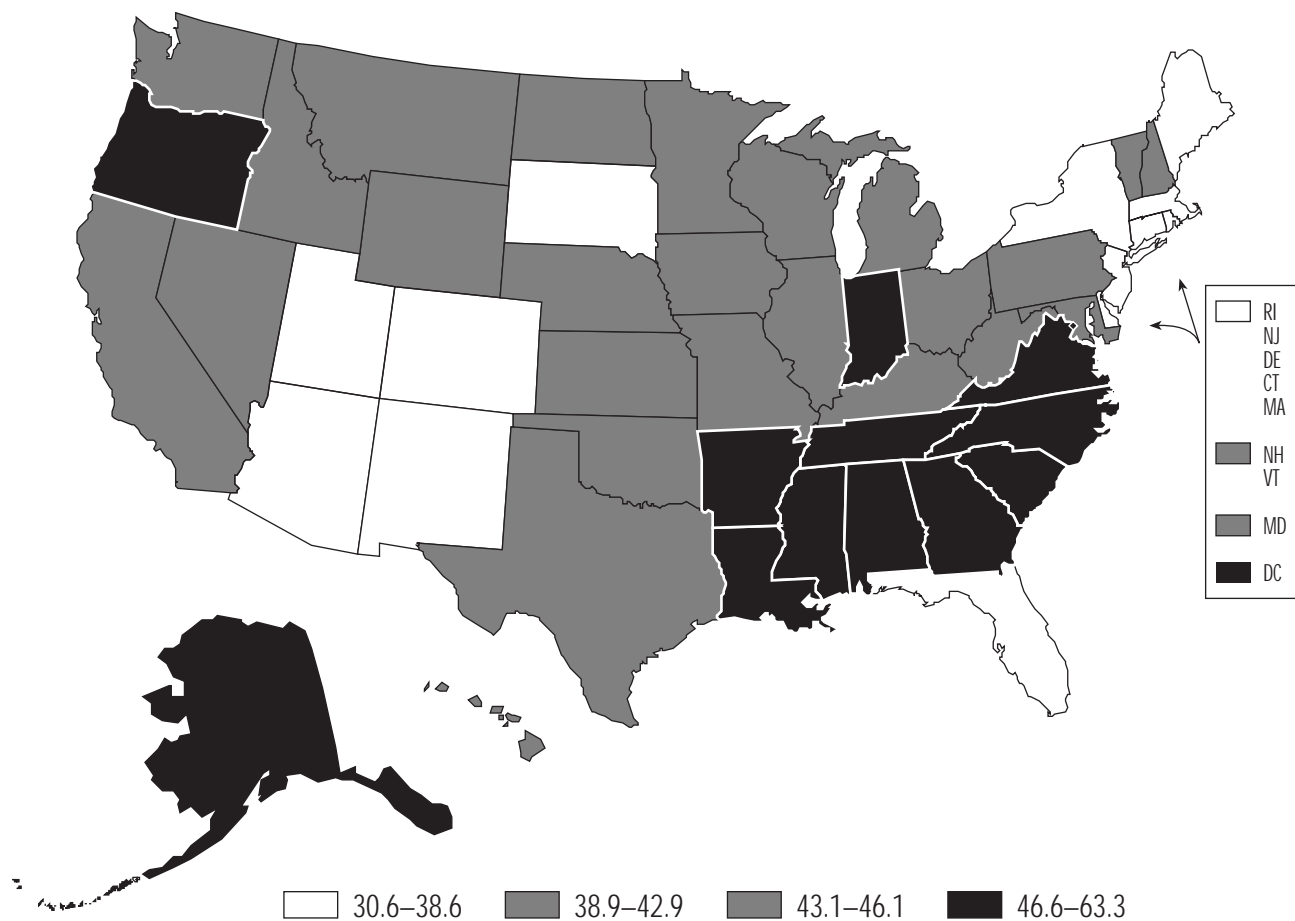 RI
NJ
DE
CT
MA
NH
VT
MD
DC
30.6–38.6
38.9–42.9
43.1–46.1
46.6–63.3